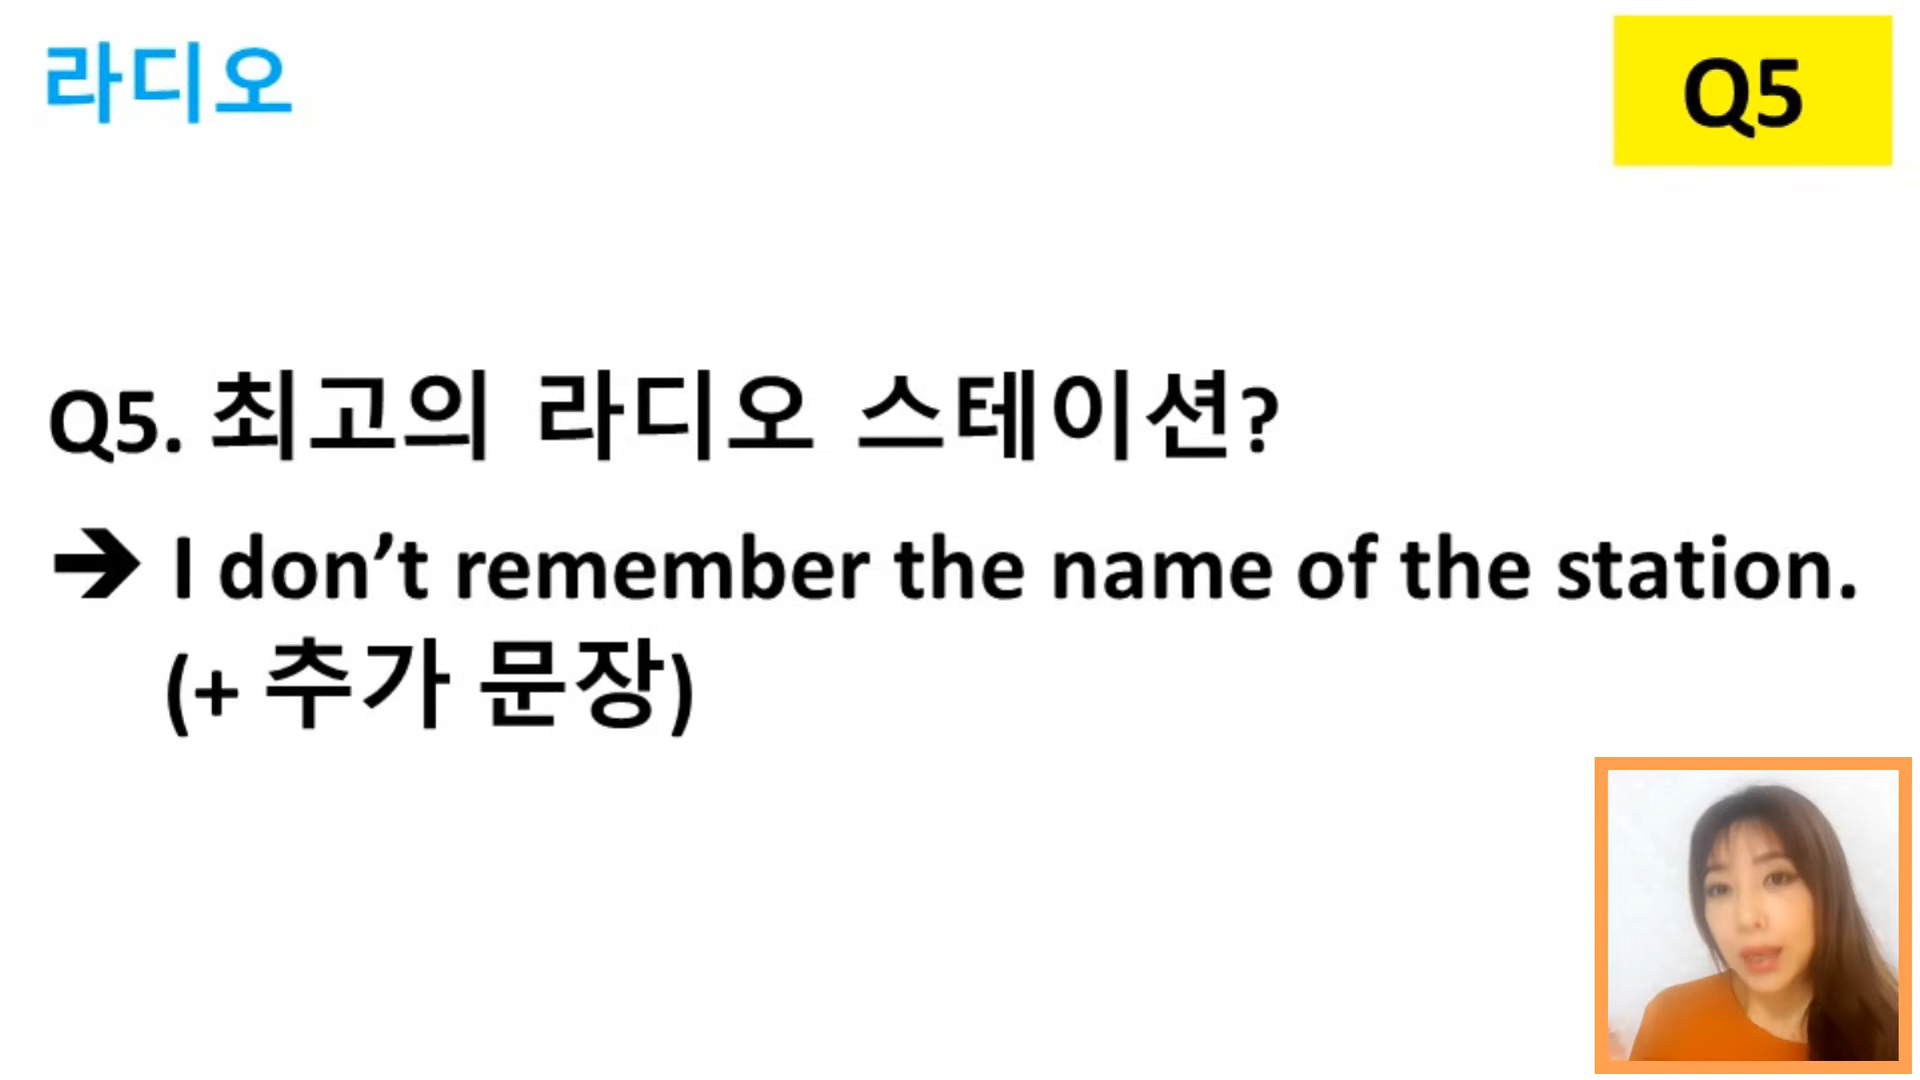 라디오
Q5
Q5. 최고의 라디오 스테이션?
➔ I don’t remember the name of the station.
(+ 추가 문장)